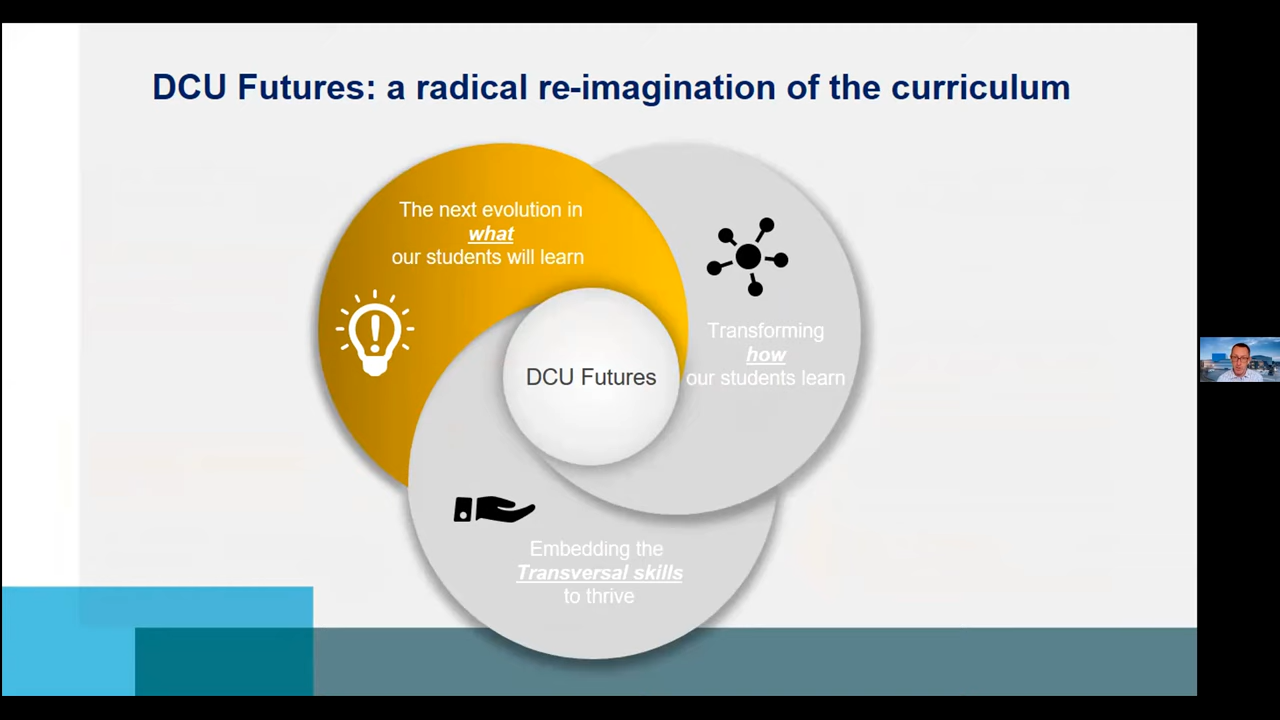 DCU Futures: a radical re-imagination of the curriculum
The next evolution in
what
our students will learn
Transforming
how
our students learn
DCU Futures
Embedding the
Transversal skills
to thrive